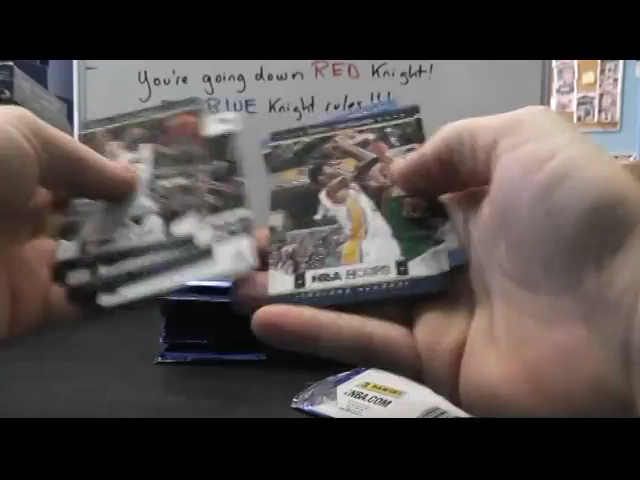 You're going down RED Knight!
BLUE Knight rules!!!
NBA HOOPS
PANINI
NBA.COM